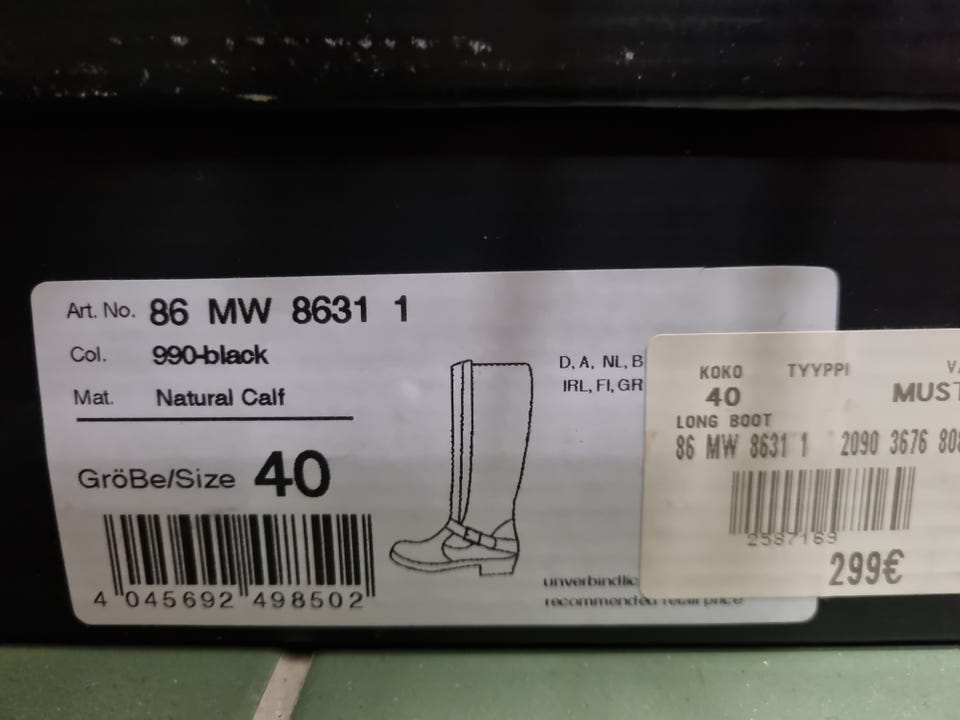 Art. No. 86 MW 8631 1
Col. 990-black
Mat. Natural Calf
GröBe/Size 40
4 045692 498502
D, A, NL, B
IRL, FI, GR
unverbindlic
recommended retail price
KOKO TYYPPI
40 MUST
LONG BOOT
86 MW 8631 1 2090 3676 808
2587169
299€